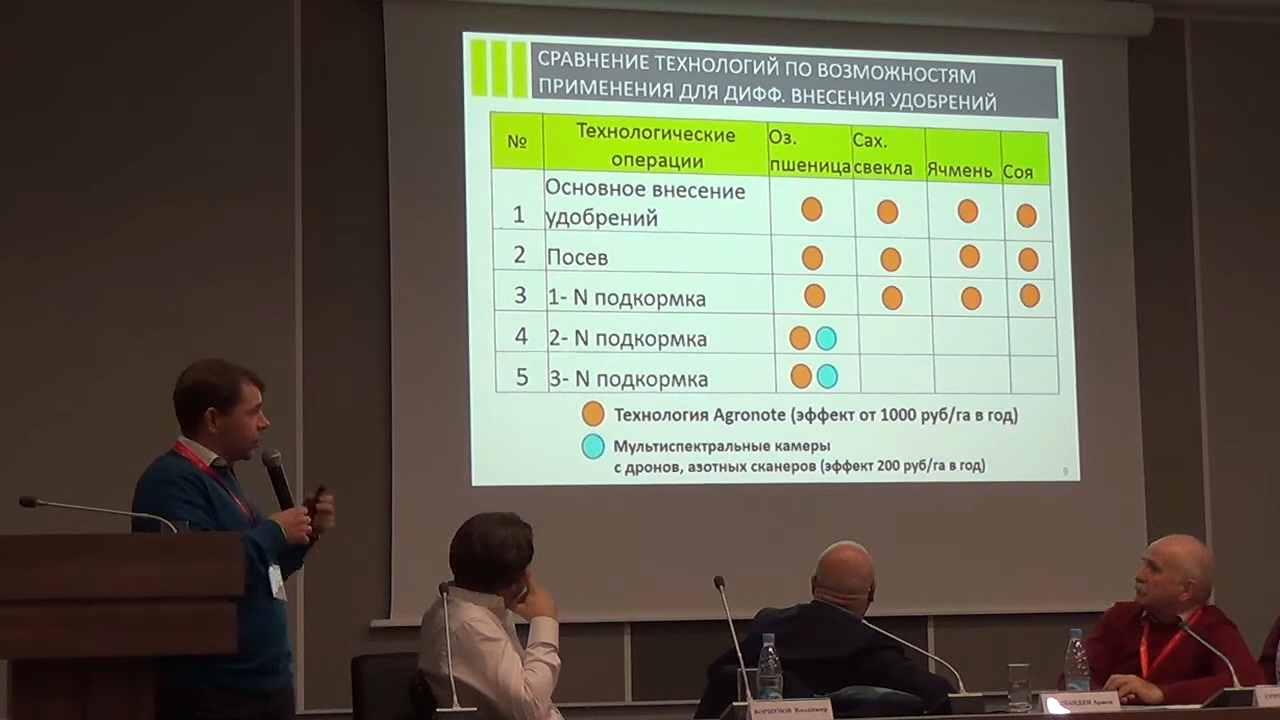 СРАВНЕНИЕ ТЕХНОЛОГИЙ ПО ВОЗМОЖНОСТЯМ
ПРИМЕНЕНИЯ ДЛЯ ДИФФ. ВНЕСЕНИЯ УДОБРЕНИЙ
№ Технологические операции Оз. пшеница Сах. свекла Ячмень Соя
1 Основное внесение удобрений
2 Посев
3 1- N подкормка
4 2- N подкормка
5 3- N подкормка
Технология Agronote (эффект от 1000 руб/га в год)
Мультиспектральные камеры
с дронов, азотных сканеров (эффект 200 руб/га в год)
9
КОРШУНОВ Владимир